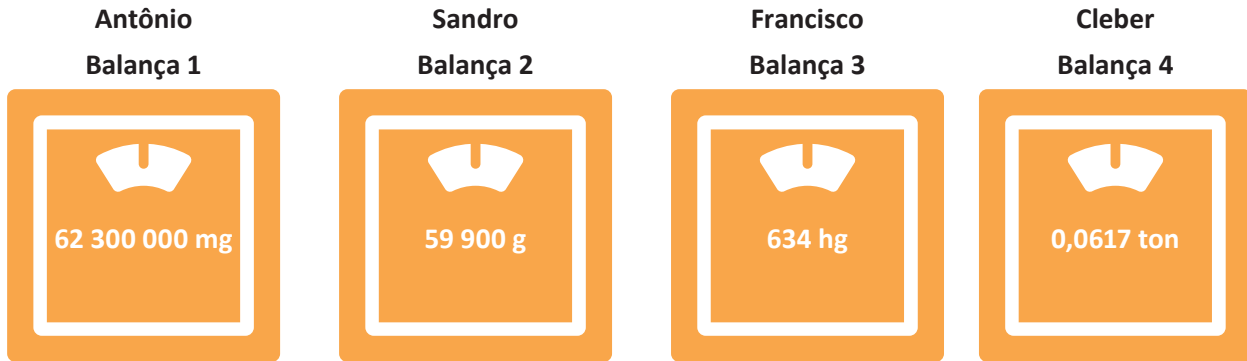 Antônio
Balança 1
62 300 000 mg
Sandro
Balança 2
59 900 g
Francisco
Balança 3
634 hg
Cleber
Balança 4
0,0617 ton